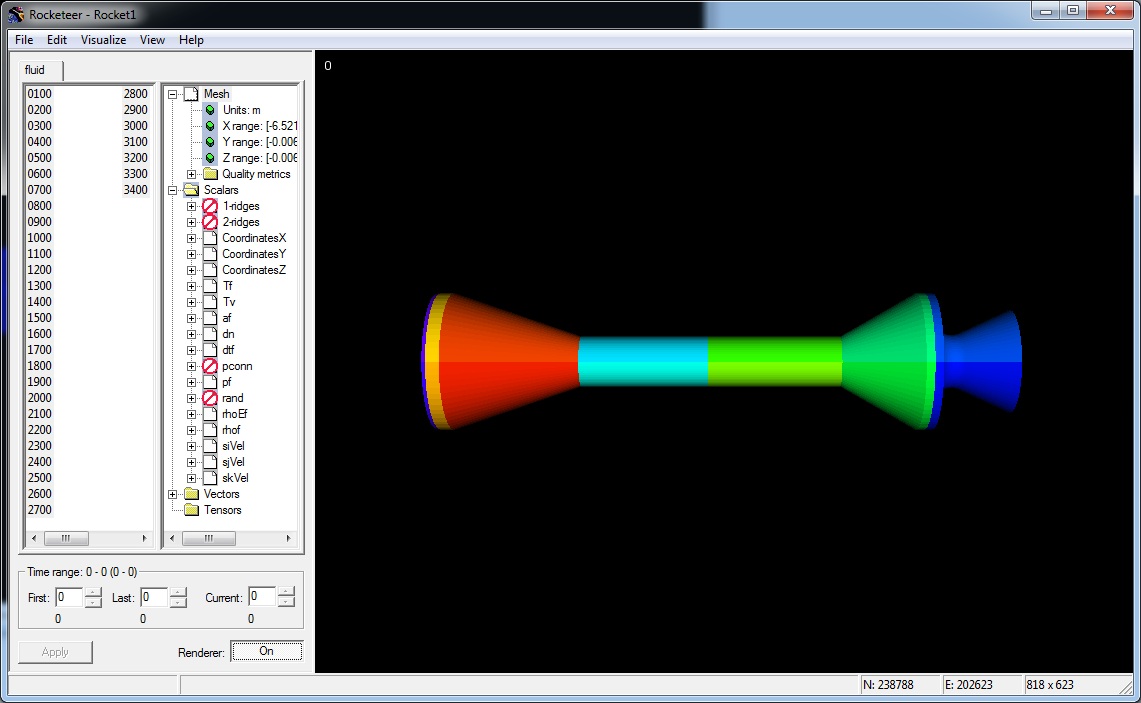 Rocketeer - Rocket1
File Edit Visualize View Help
fluid
0100 2800
0200 2900
0300 3000
0400 3100
0500 3200
0600 3300
0700 3400
0800
0900
1000
1100
1200
1300
1400
1500
1600
1700
1800
1900
2000
2100
2200
2300
2400
2500
2600
2700
Mesh
Units: m
X range: [-6.521
Y range: [-0.006
Z range: [-0.006
Quality metrics
Scalars
1-ridges
2-ridges
CoordinatesX
CoordinatesY
CoordinatesZ
Tf
Tv
af
dn
dtf
pconn
pf
rand
rhoEf
rhof
siVel
sjVel
skVel
Vectors
Tensors
Time range: 0 - 0 (0 - 0)
First: 0 Last: 0 Current: 0
0 0 0
Apply Renderer: On
0
N: 238788 E: 202623 818 x 623